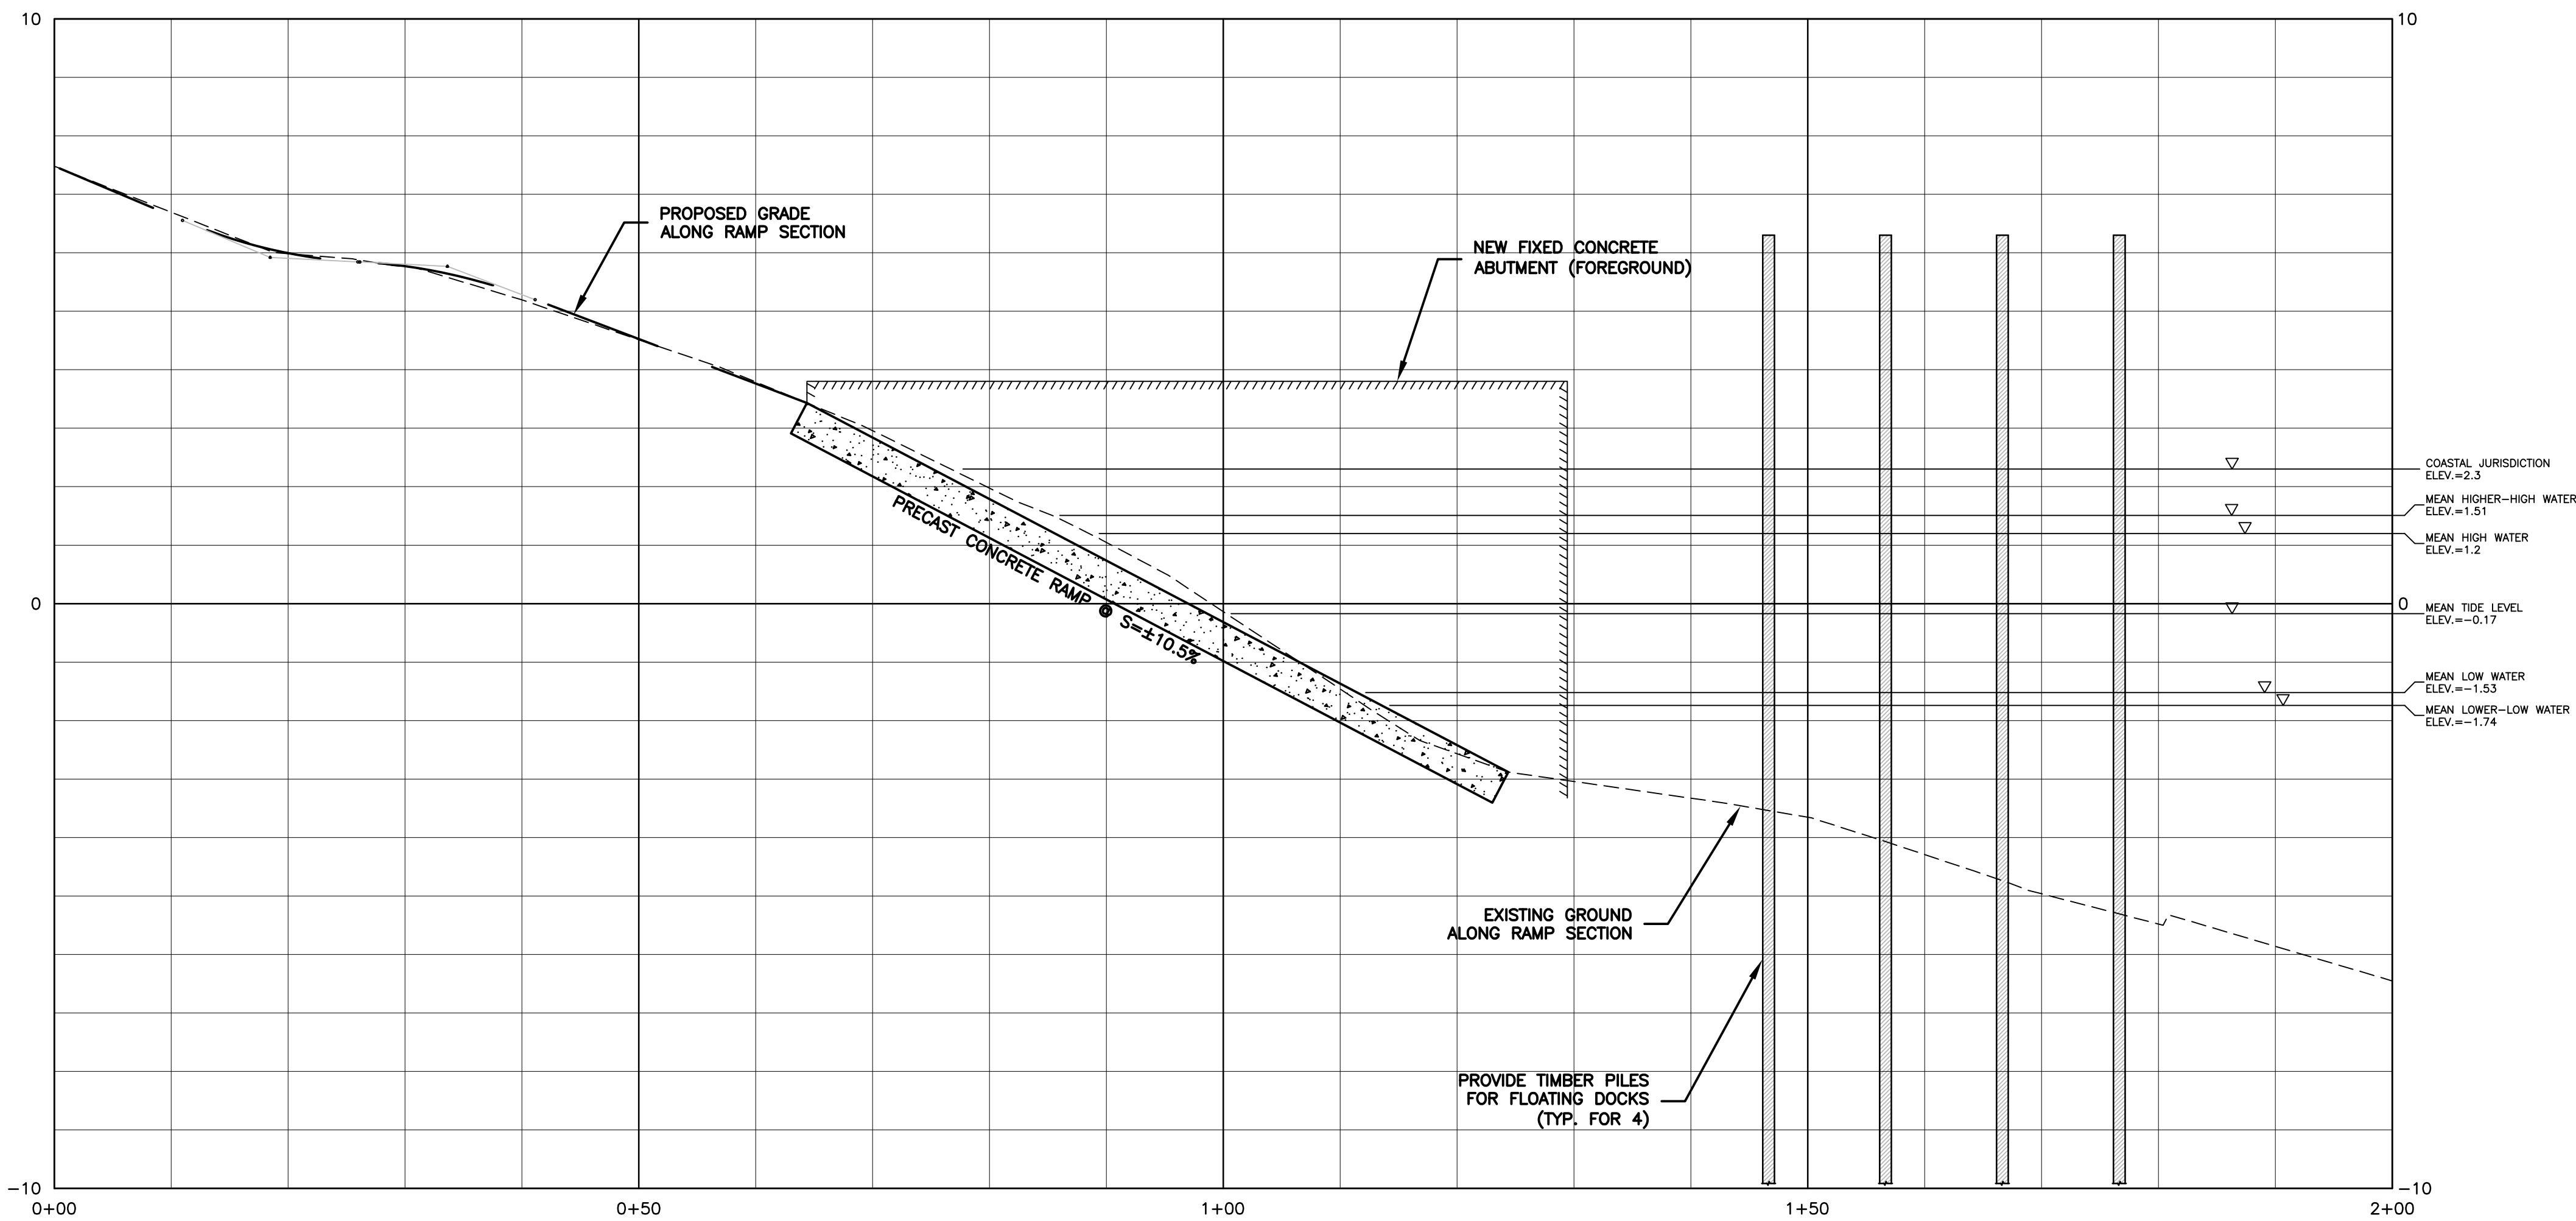 10
10
PROPOSED GRADE
ALONG RAMP SECTION
NEW FIXED CONCRETE
ABUTMENT (FOREGROUND)
COASTAL JURISDICTION
ELEV.=2.3
MEAN HIGHER-HIGH WATER
ELEV.=1.51
MEAN HIGH WATER
ELEV.=1.2
PRECAST CONCRETE RAMP @ S=±10.5%
0
0
MEAN TIDE LEVEL
ELEV.=-0.17
MEAN LOW WATER
ELEV.=-1.53
MEAN LOWER-LOW WATER
ELEV.=-1.74
EXISTING GROUND
ALONG RAMP SECTION
PROVIDE TIMBER PILES
FOR FLOATING DOCKS
(TYP. FOR 4)
-10
-10
0+00
0+50
1+00
1+50
2+00